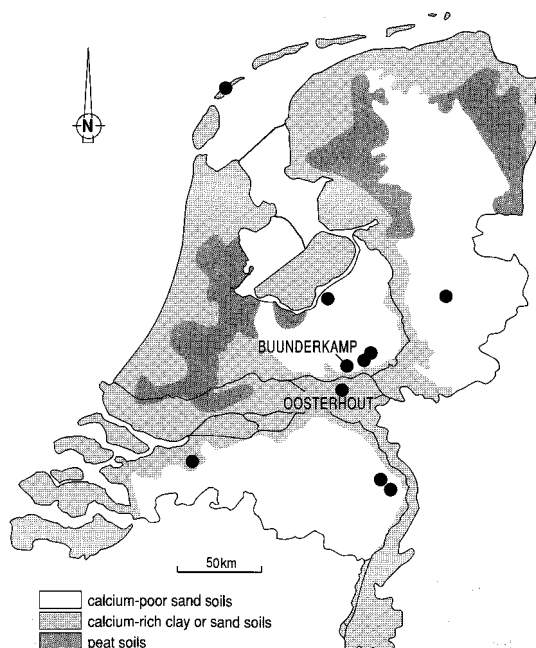 N
BUUNDERKAMP
OOSTERHOUT
50km
calcium-poor sand soils
calcium-rich clay or sand soils
peat soils